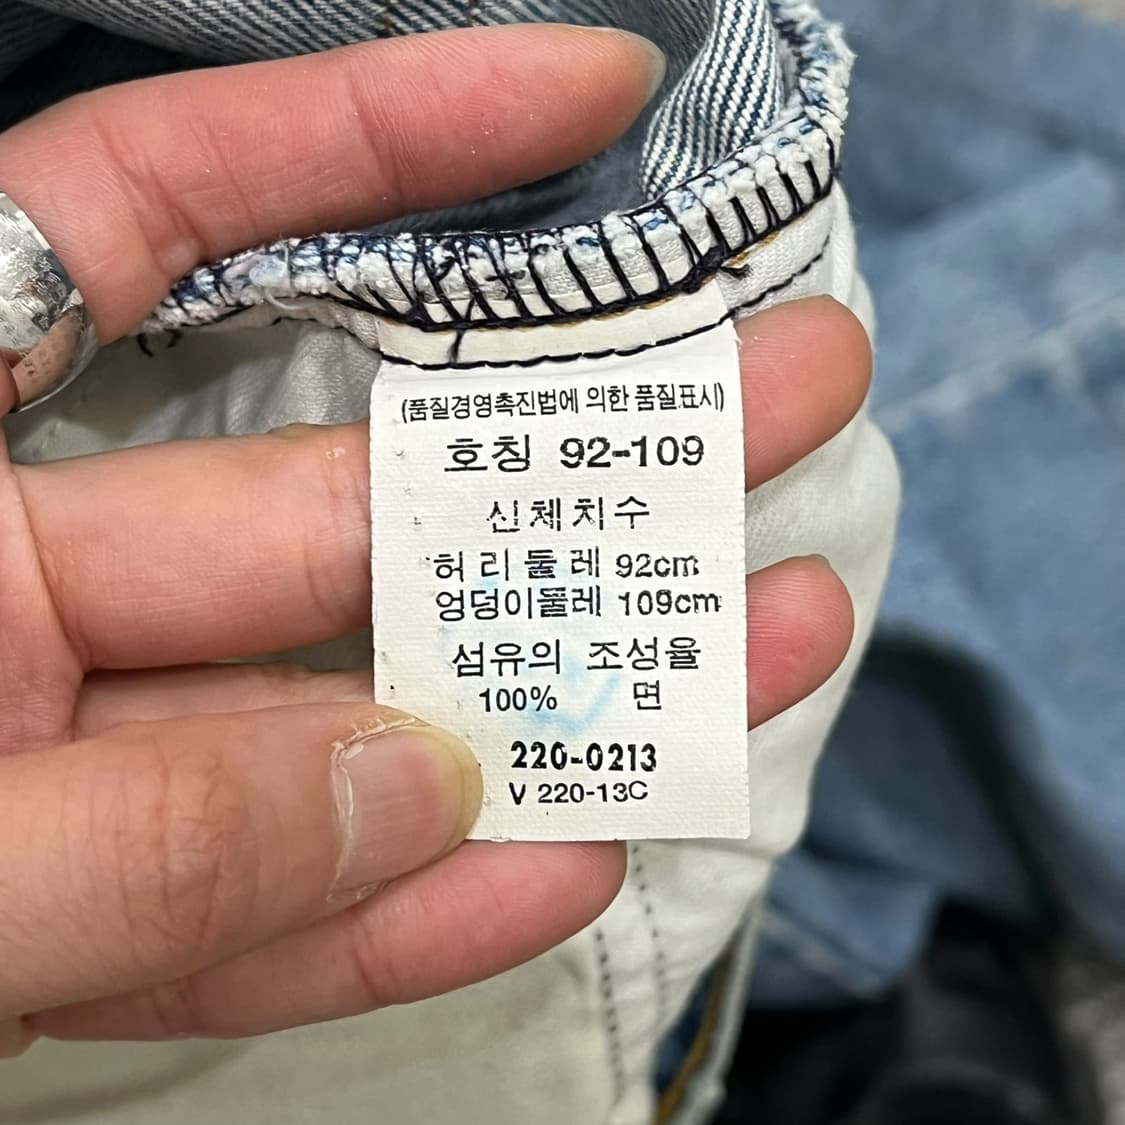 (품질경영촉진법에 의한 품질표시)
호칭 92-109
신체치수
허리둘레 92cm
엉덩이둘레 109cm
섬유의 조성율
100% 면
220-0213
V 220-13C